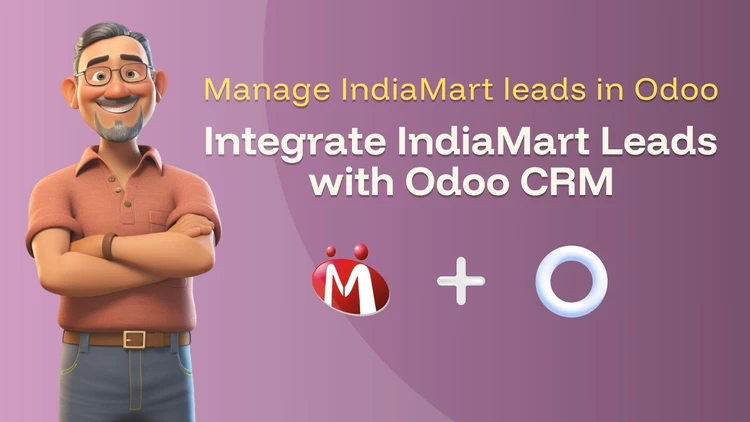 Manage IndiaMart leads in Odoo
Integrate IndiaMart Leads
with Odoo CRM
M